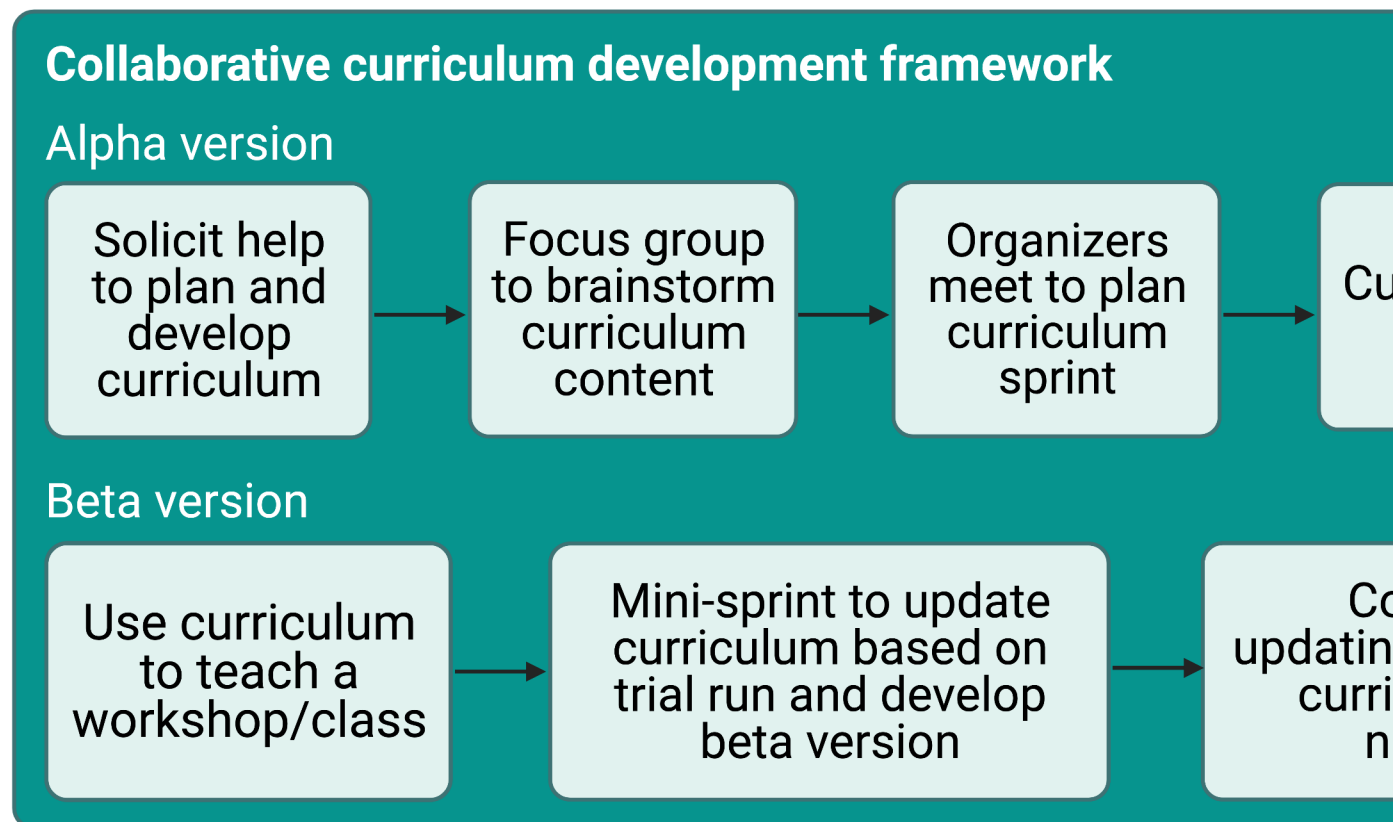 Collaborative curriculum development framework
Alpha version
Solicit help
to plan and
develop
curriculum
Focus group
to brainstorm
curriculum
content
Organizers
meet to plan
curriculum
sprint
Beta version
Use curriculum
to teach a
workshop/class
Mini-sprint to update
curriculum based on
trial run and develop
beta version